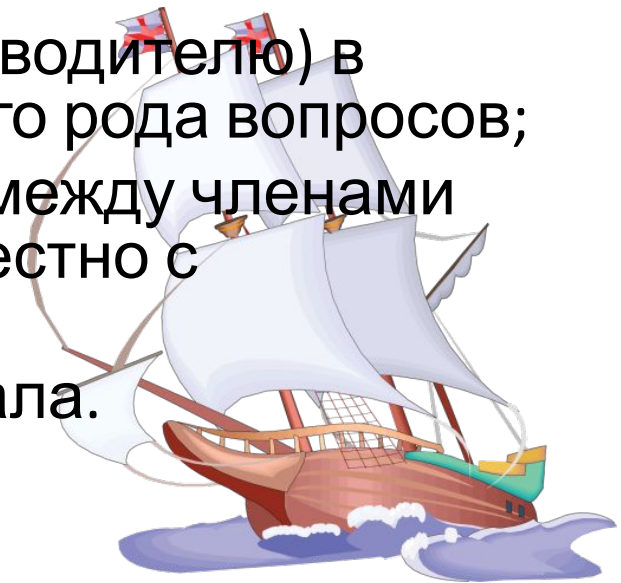 водителю) в
го рода вопросов;
между членами
естно с
ала.